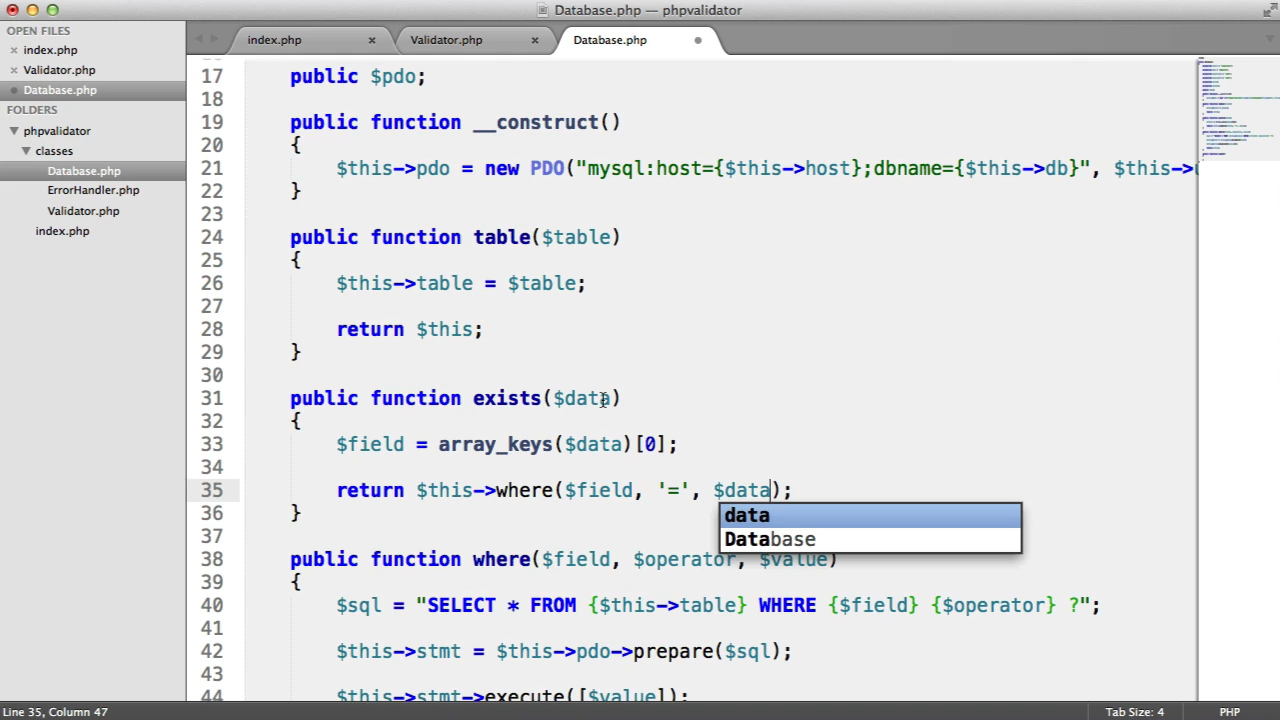 Database.php — phpvalidator
OPEN FILES
index.php
Validator.php
Database.php
FOLDERS
phpvalidator
classes
Database.php
ErrorHandler.php
Validator.php
index.php
index.php
Validator.php
Database.php
17 public $pdo;
18
19 public function __construct()
20 {
21 $this->pdo = new PDO("mysql:host={$this->host};dbname={$this->db}", $this->u
22 }
23
24 public function table($table)
25 {
26 $this->table = $table;
27
28 return $this;
29 }
30
31 public function exists($data)
32 {
33 $field = array_keys($data)[0];
34
35 return $this->where($field, '=', $data);
data
Database
36 }
37
38 public function where($field, $operator, $value)
39 {
40 $sql = "SELECT * FROM {$this->table} WHERE {$field} {$operator} ?";
41
42 $this->stmt = $this->pdo->prepare($sql);
43
44 $this->stmt->execute([$value]);
Line 35, Column 47
Tab Size: 4
PHP